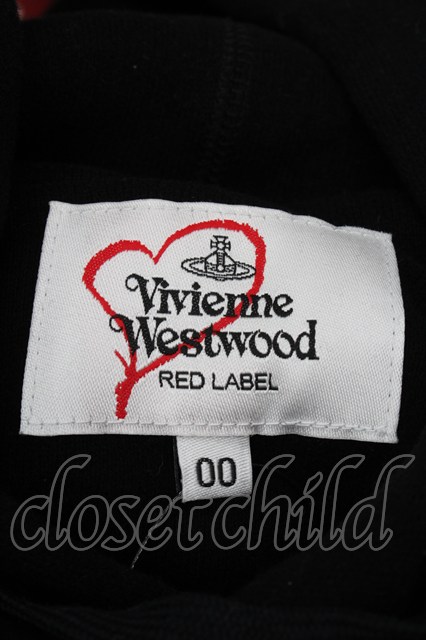 Vivienne
Westwood
RED LABEL
00
closetchild